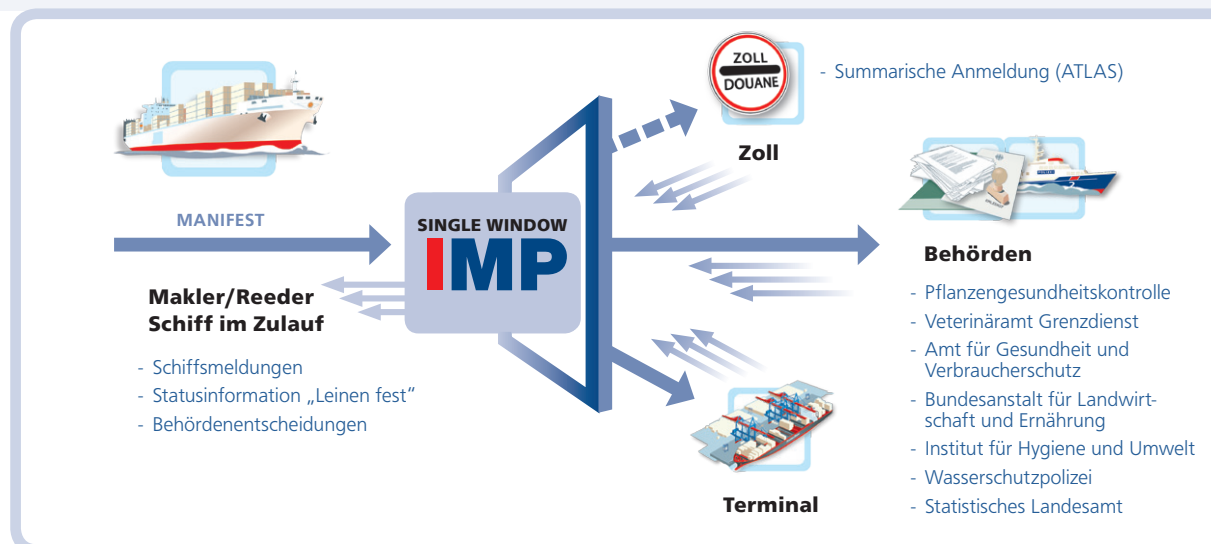 MANIFEST
Makler/Reeder
Schiff im Zulauf
- Schiffsmeldungen
- Statusinformation „Leinen fest“
- Behördenentscheidungen
SINGLE WINDOW
IMP
ZOLL
DOUANE
Zoll
- Summarische Anmeldung (ATLAS)
Terminal
POLIZEI
2
Behörden
- Pflanzengesundheitskontrolle
- Veterinäramt Grenzdienst
- Amt für Gesundheit und
Verbraucherschutz
- Bundesanstalt für Landwirt-
schaft und Ernährung
- Institut für Hygiene und Umwelt
- Wasserschutzpolizei
- Statistisches Landesamt